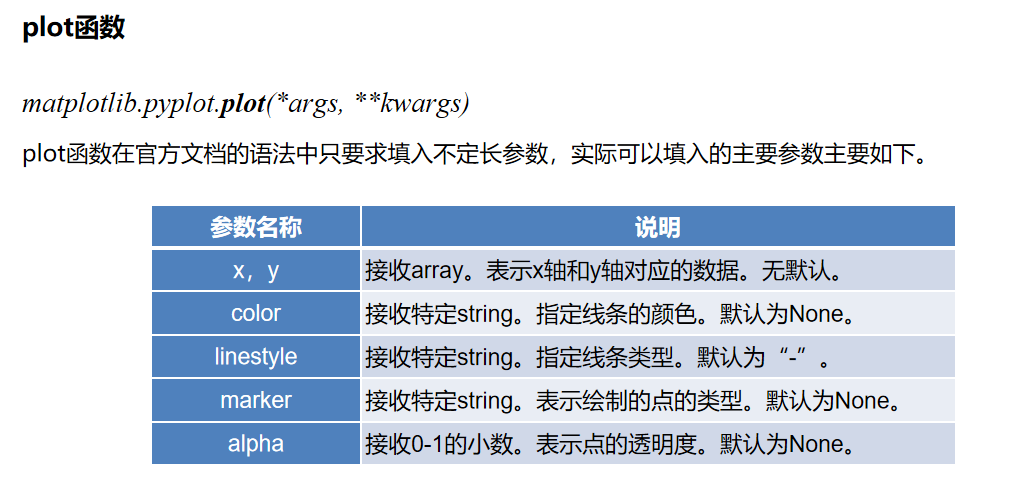 plot函数
matplotlib.pyplot.plot(*args, **kwargs)
plot函数在官方文档的语法中只要求填入不定长参数，实际可以填入的主要参数主要如下。
参数名称 说明
x，y 接收array。表示x轴和y轴对应的数据。无默认。
color 接收特定string。指定线条的颜色。默认为None。
linestyle 接收特定string。指定线条类型。默认为“-”。
marker 接收特定string。表示绘制的点的类型。默认为None。
alpha 接收0-1的小数。表示点的透明度。默认为None。